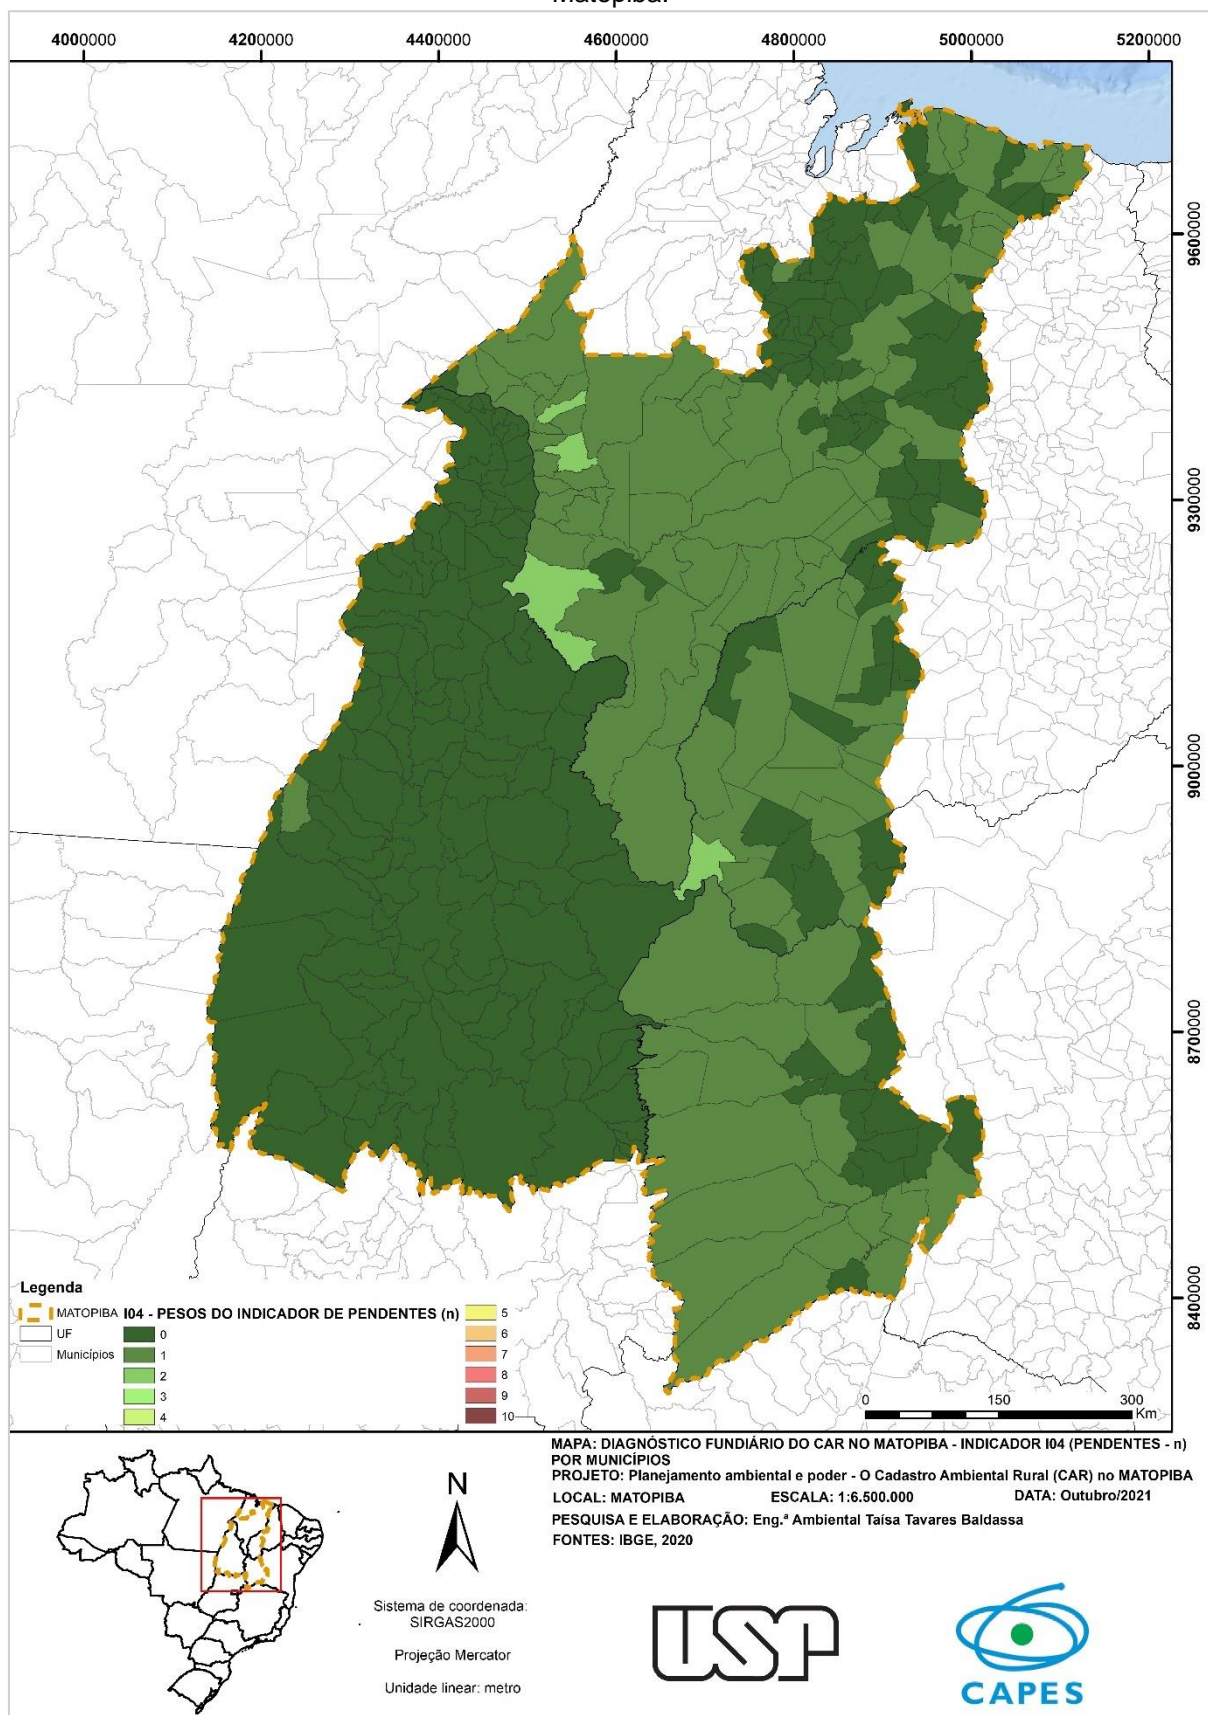 Matopiba.
4000000 4200000 4400000 4600000 4800000 5000000 5200000
9600000
9300000
9000000
8700000
8400000
Legenda
MATOPIBA
UF
Municípios
I04 - PESOS DO INDICADOR DE PENDENTES (n)
0
1
2
3
4
5
6
7
8
9
10
0 150 300
Km
MAPA: DIAGNÓSTICO FUNDIÁRIO DO CAR NO MATOPIBA - INDICADOR I04 (PENDENTES - n)
POR MUNICÍPIOS
PROJETO: Planejamento ambiental e poder - O Cadastro Ambiental Rural (CAR) no MATOPIBA
LOCAL: MATOPIBA ESCALA: 1:6.500.000 DATA: Outubro/2021
PESQUISA E ELABORAÇÃO: Eng.ª Ambiental Taísa Tavares Baldassa
FONTES: IBGE, 2020
N
Sistema de coordenada:
SIRGAS2000
Projeção Mercator
Unidade linear: metro
USP
CAPES